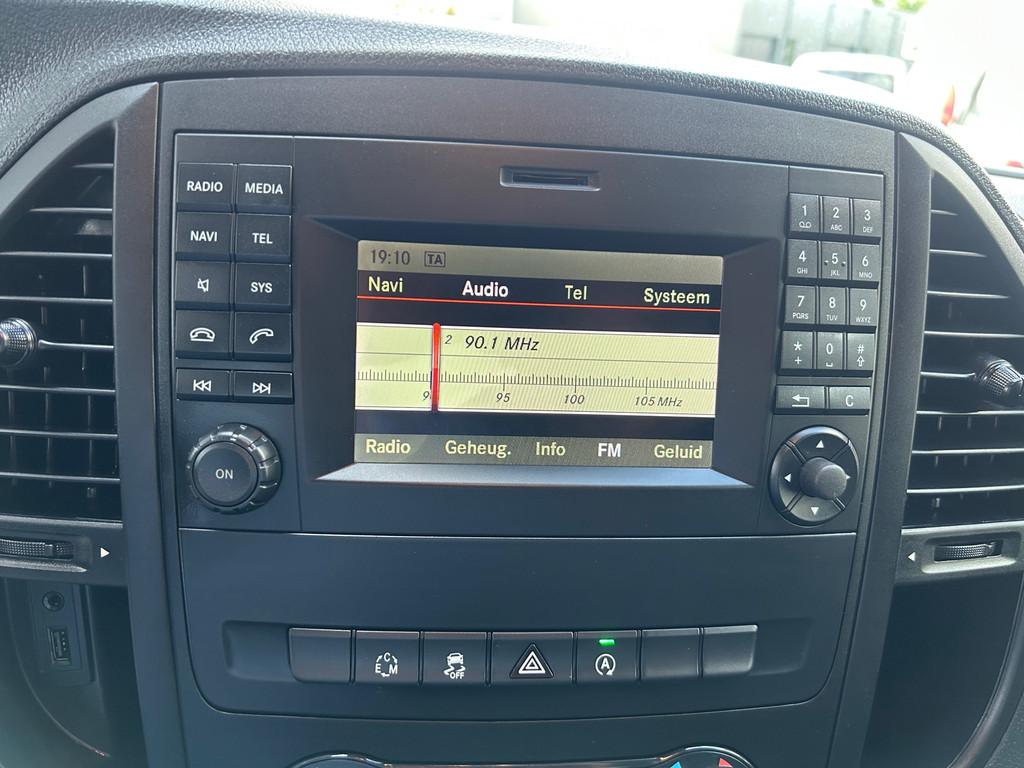 RADIO MEDIA
NAVI TEL
SYS
ON
19:10 TA
Navi Audio Tel Systeem
2 90.1 MHz
95 100 105 MHz
Radio Geheug. Info FM Geluid
1 2 ABC 3 DEF
4 GHI 5 JKL 6 MNO
7 PQRS 8 TUV 9 WXYZ
* + 0 #
C
C E M
OFF
A